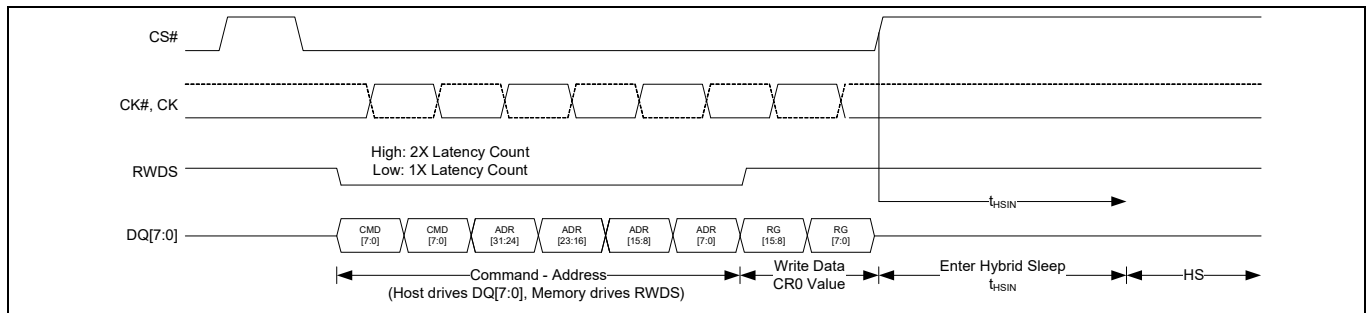 CS#
CK#, CK
High: 2X Latency Count
Low: 1X Latency Count
RWDS
tHSIN
DQ[7:0]
CMD [7:0]
CMD [7:0]
ADR [31:24]
ADR [23:16]
ADR [15:8]
ADR [7:0]
RG [15:8]
RG [7:0]
Command - Address
(Host drives DQ[7:0], Memory drives RWDS)
Write Data
CR0 Value
Enter Hybrid Sleep
tHSIN
HS